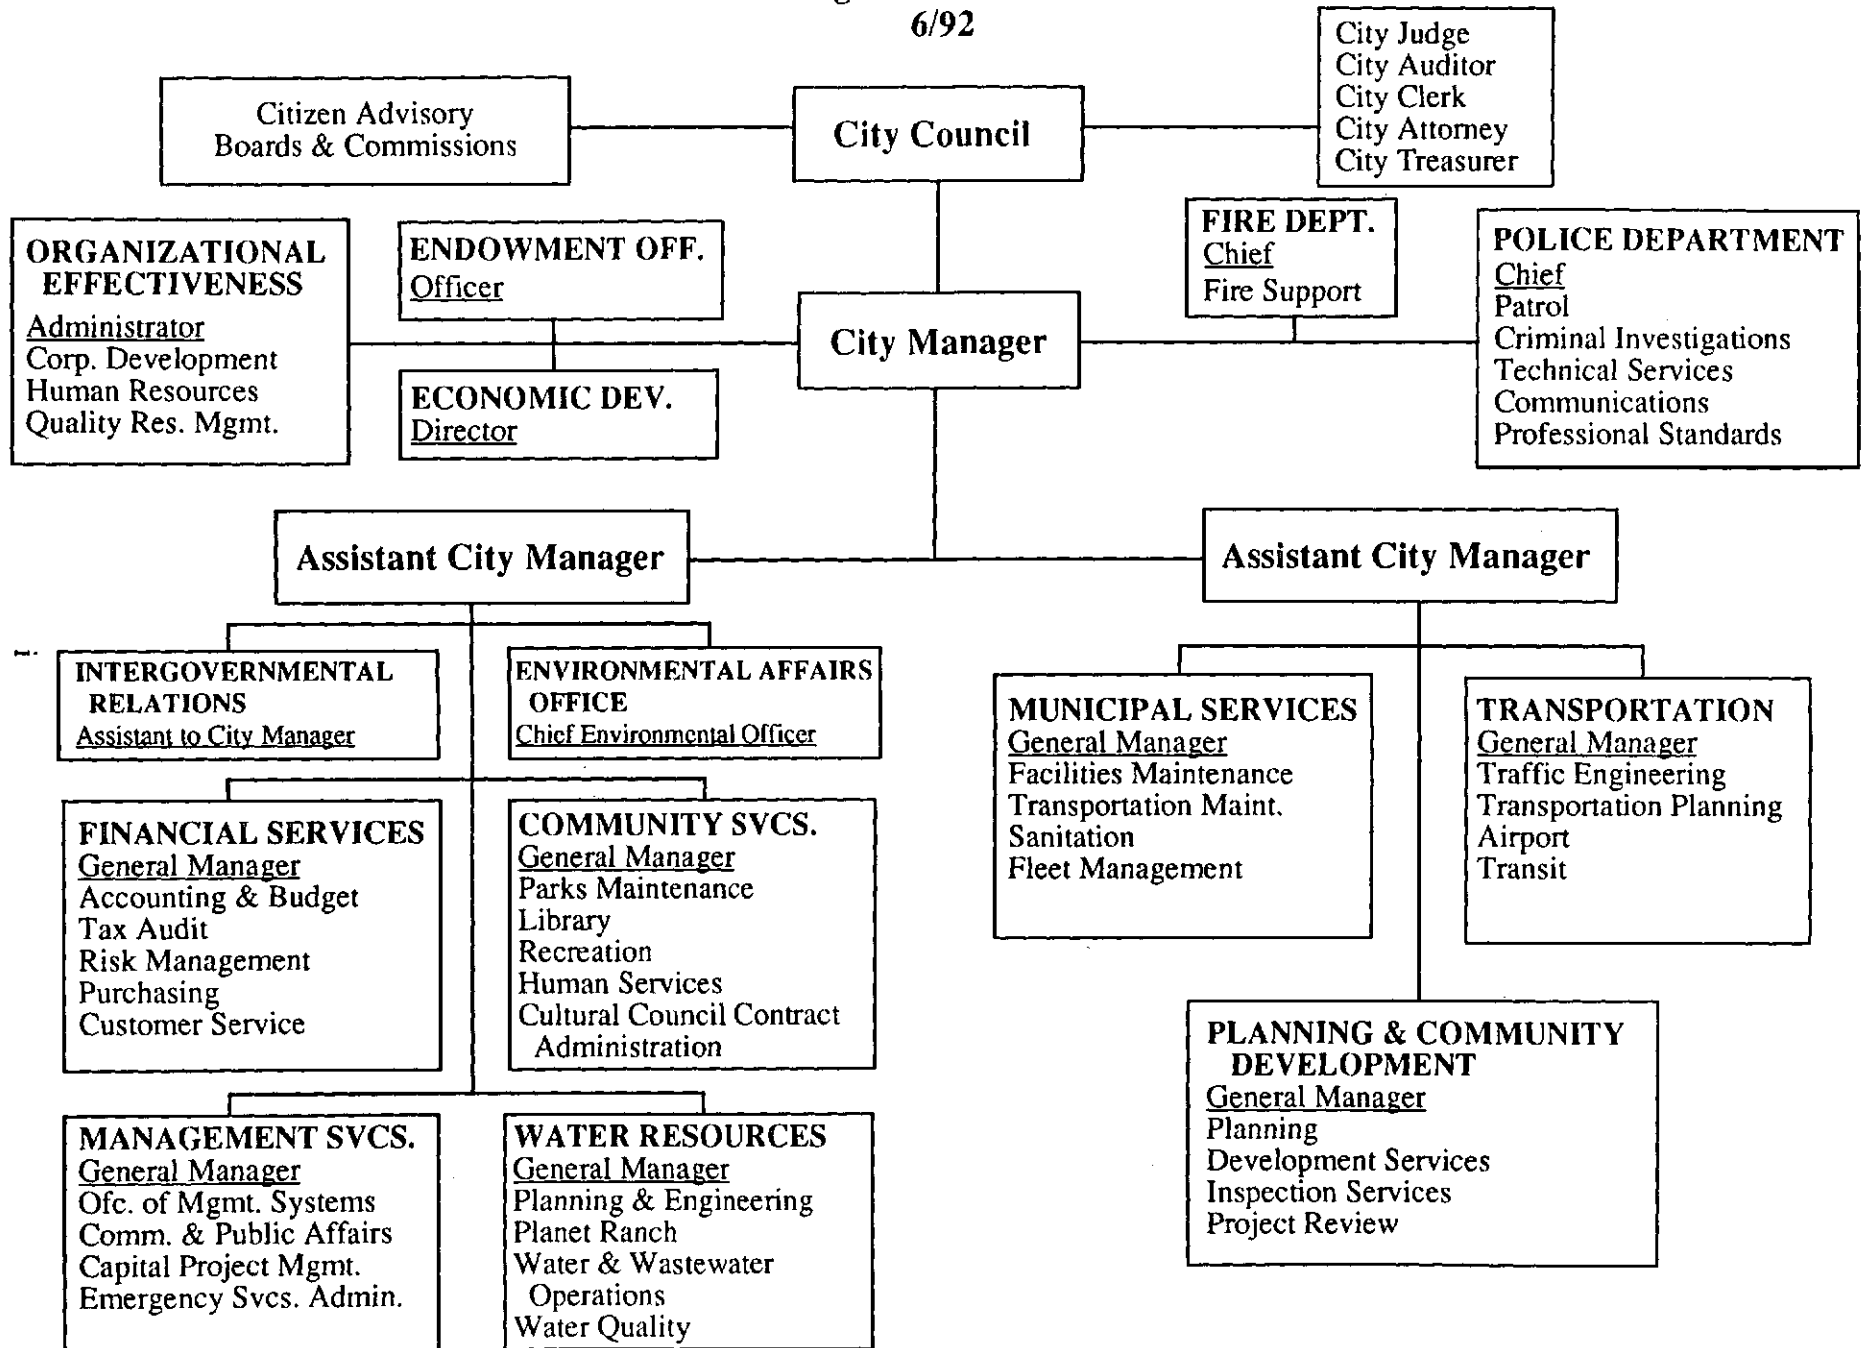 6/92
City Judge
City Auditor
City Clerk
City Attorney
City Treasurer
Citizen Advisory
Boards & Commissions
City Council
ORGANIZATIONAL
EFFECTIVENESS
Administrator
Corp. Development
Human Resources
Quality Res. Mgmt.
ENDOWMENT OFF.
Officer
ECONOMIC DEV.
Director
City Manager
FIRE DEPT.
Chief
Fire Support
POLICE DEPARTMENT
Chief
Patrol
Criminal Investigations
Technical Services
Communications
Professional Standards
Assistant City Manager
Assistant City Manager
INTERGOVERNMENTAL
RELATIONS
Assistant to City Manager
ENVIRONMENTAL AFFAIRS
OFFICE
Chief Environmental Officer
FINANCIAL SERVICES
General Manager
Accounting & Budget
Tax Audit
Risk Management
Purchasing
Customer Service
COMMUNITY SVCS.
General Manager
Parks Maintenance
Library
Recreation
Human Services
Cultural Council Contract
Administration
MANAGEMENT SVCS.
General Manager
Ofc. of Mgmt. Systems
Comm. & Public Affairs
Capital Project Mgmt.
Emergency Svcs. Admin.
WATER RESOURCES
General Manager
Planning & Engineering
Planet Ranch
Water & Wastewater
Operations
Water Quality
MUNICIPAL SERVICES
General Manager
Facilities Maintenance
Transportation Maint.
Sanitation
Fleet Management
TRANSPORTATION
General Manager
Traffic Engineering
Transportation Planning
Airport
Transit
PLANNING & COMMUNITY
DEVELOPMENT
General Manager
Planning
Development Services
Inspection Services
Project Review